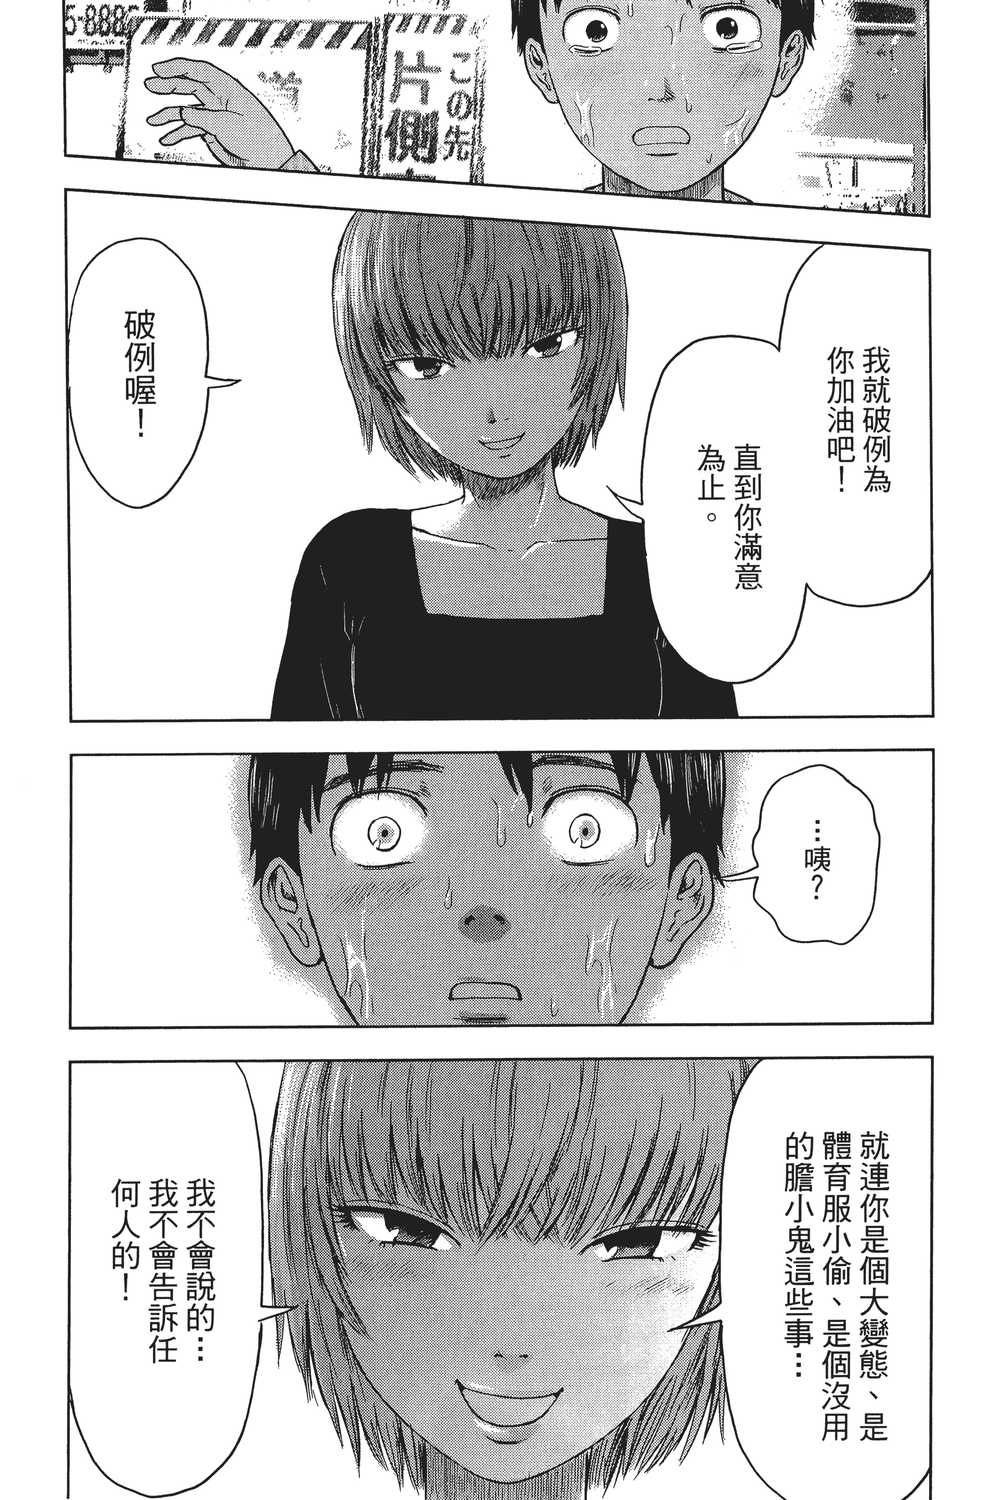 5-8885
この先
片側
我就破例為
你加油吧！
直到你滿意
為止。
破例喔！
…咦？
就連你是個大變態、是
體育服小偷、是個沒用
的膽小鬼這些事…
我不會說的…
我不會告訴任
何人的！